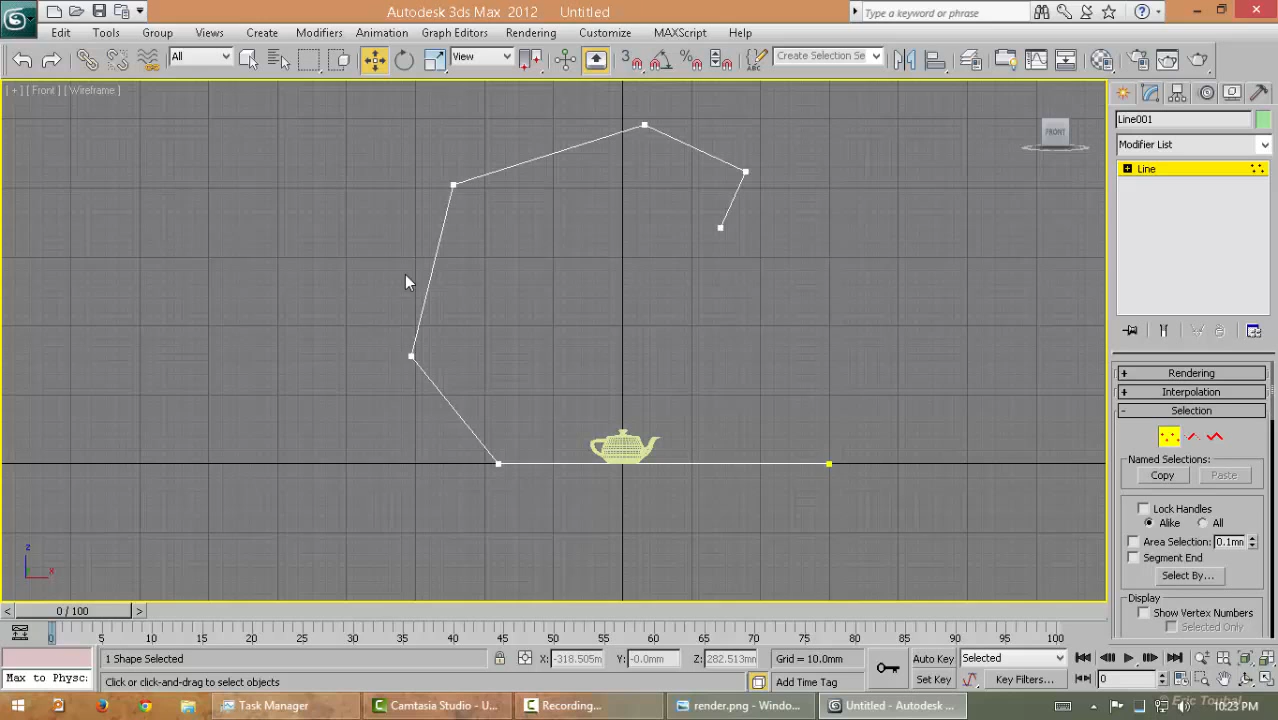 Autodesk 3ds Max 2012 Untitled
Type a keyword or phrase
Edit Tools Group Views Create Modifiers Animation Graph Editors Rendering Customize MAXScript Help
All View 3 % Create Selection Se
[ + ] [ Front ] [ Wireframe ]
FRONT
Line001
Modifier List
Line
+ Rendering
+ Interpolation
- Selection
Named Selections:
Copy Paste
Lock Handles
Alike All
Area Selection: 0.1mn
Segment End
Select By...
Display
Show Vertex Numbers
Selected Only
z
x
< 0 / 100 >
0 5 10 15 20 25 30 35 40 45 50 55 60 65 70 75 80 85 90 95 100
1 Shape Selected X: -318.505m Y: -0.0mm Z: 282.513mm Grid = 10.0mm Auto Key Selected
Max to Physc: Click or click-and-drag to select objects Add Time Tag Set Key Key Filters... 0
Task Manager Camtasia Studio - U... Recording... render.png - Windo... Untitled - Autodesk ... 10:23 PM
© Eric Toubal